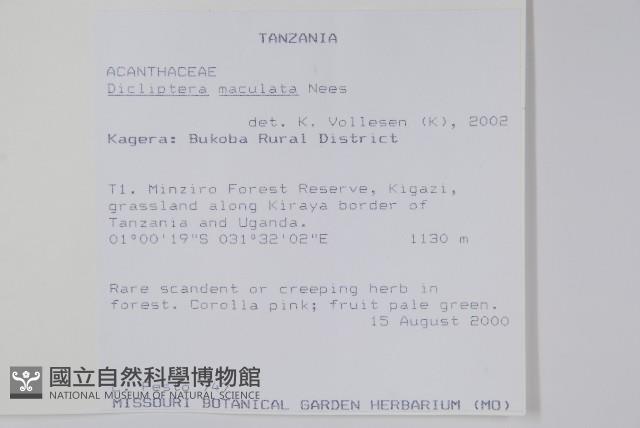 TANZANIA
ACANTHACEAE
Dicliptera maculata Nees
det. K. Vollesen (K), 2002
Kagera: Bukoba Rural District
T1. Minziro Forest Reserve, Kigazi,
grassland along Kiraya border of
Tanzania and Uganda.
01°00'19"S 031°32'02"E 1130 m
Rare scandent or creeping herb in
forest. Corolla pink; fruit pale green.
15 August 2000
Festo
國立自然科學博物館
NATIONAL MUSEUM OF NATURAL SCIENCE
MISSOURI BOTANICAL GARDEN HERBARIUM (MO)